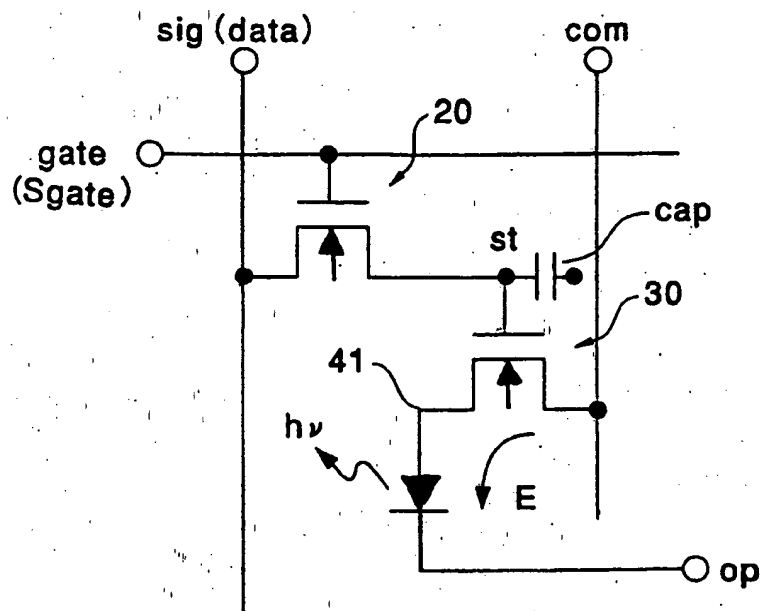 sig (data)
com
20
gate
(Sgate)
cap
st
30
41
hν
E
op